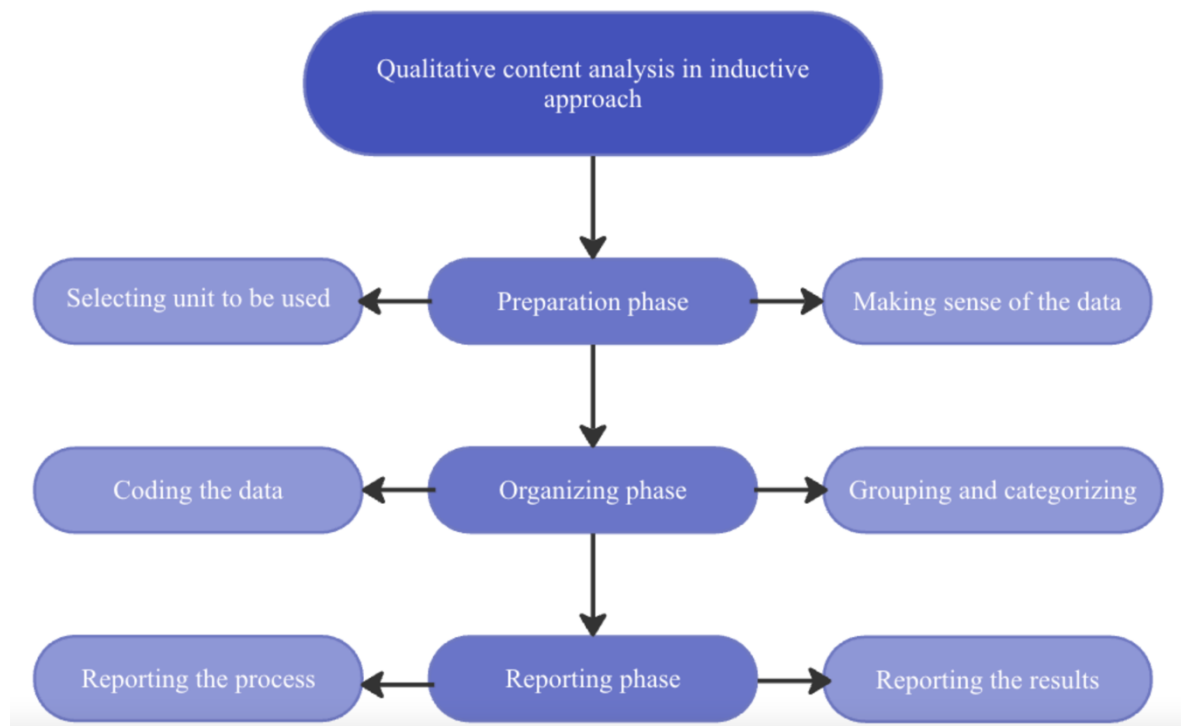 Qualitative content analysis in inductive
approach
Selecting unit to be used
Preparation phase
Making sense of the data
Coding the data
Organizing phase
Grouping and categorizing
Reporting the process
Reporting phase
Reporting the results